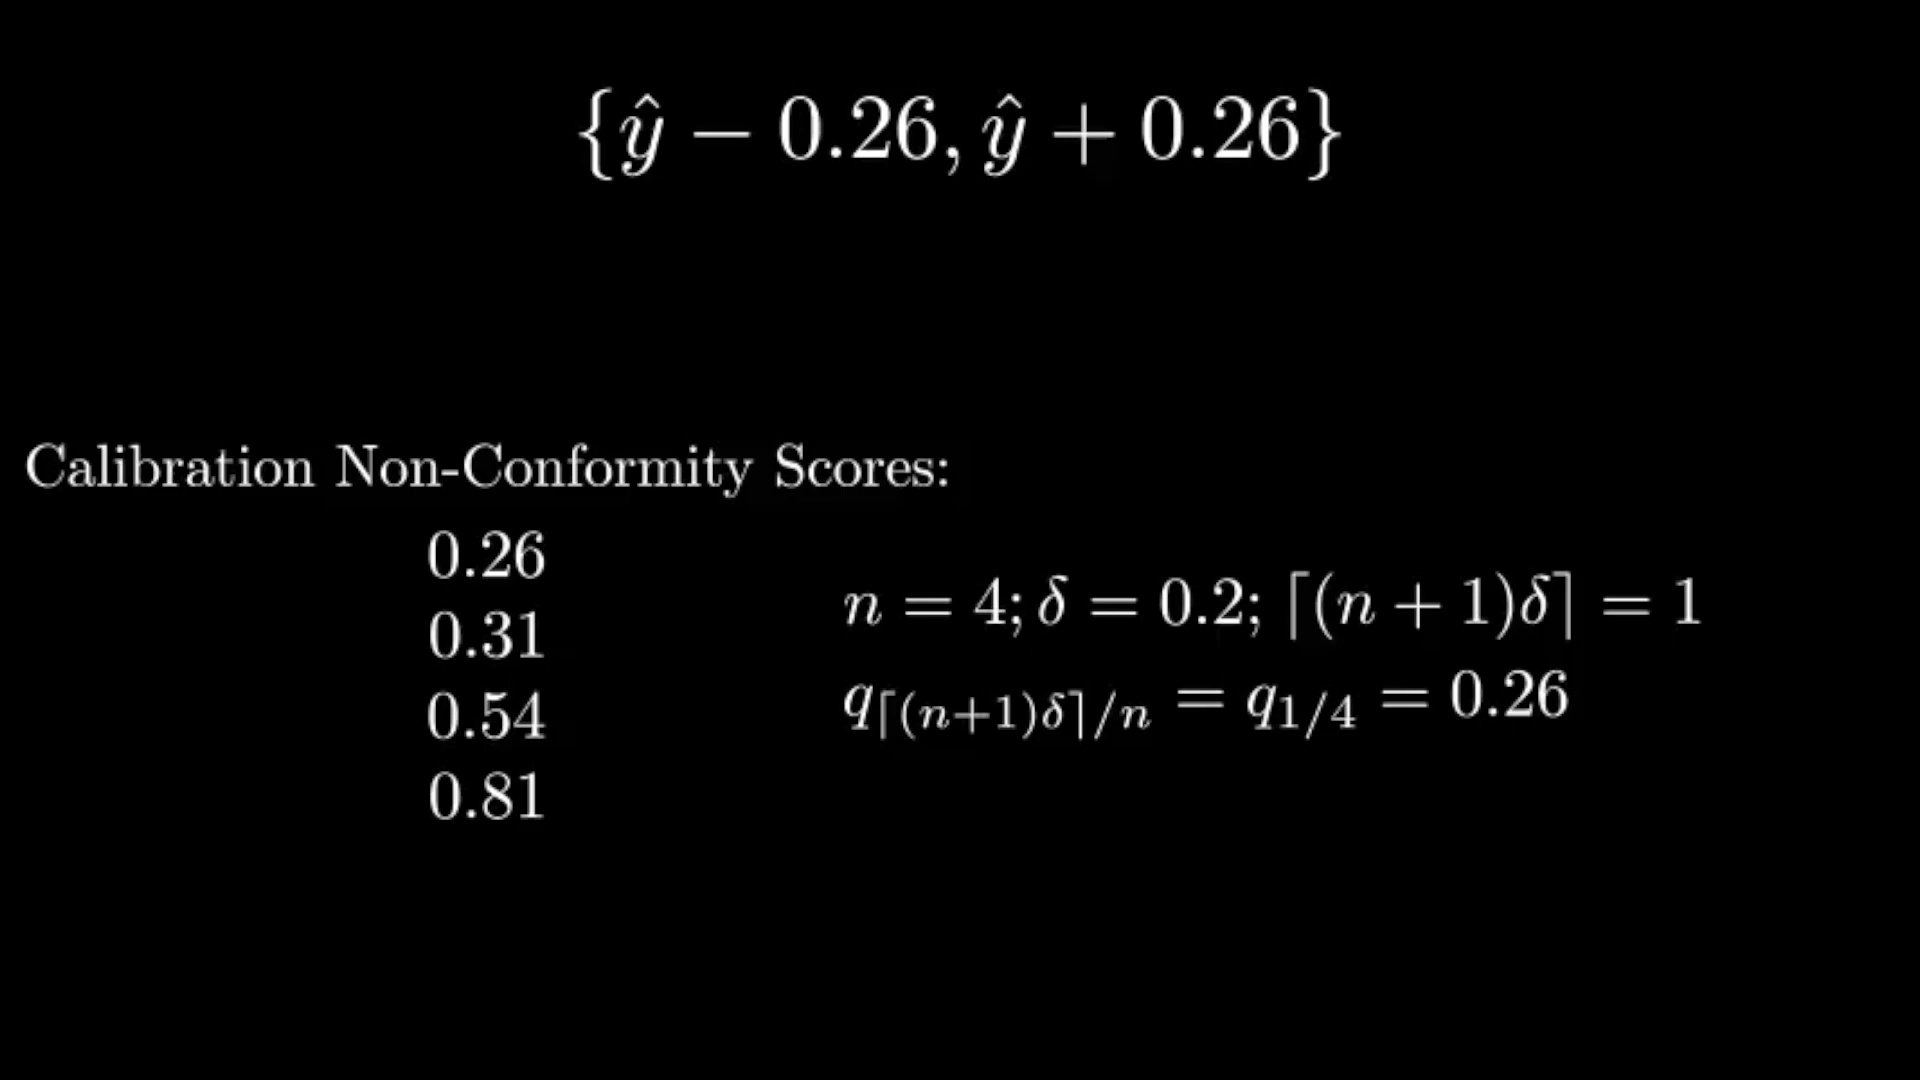 {ŷ − 0.26, ŷ + 0.26}
Calibration Non-Conformity Scores:
0.26
0.31
0.54
0.81
n = 4; δ = 0.2; ⌈(n + 1)δ⌉ = 1
q⌈(n+1)δ⌉/n = q1/4 = 0.26